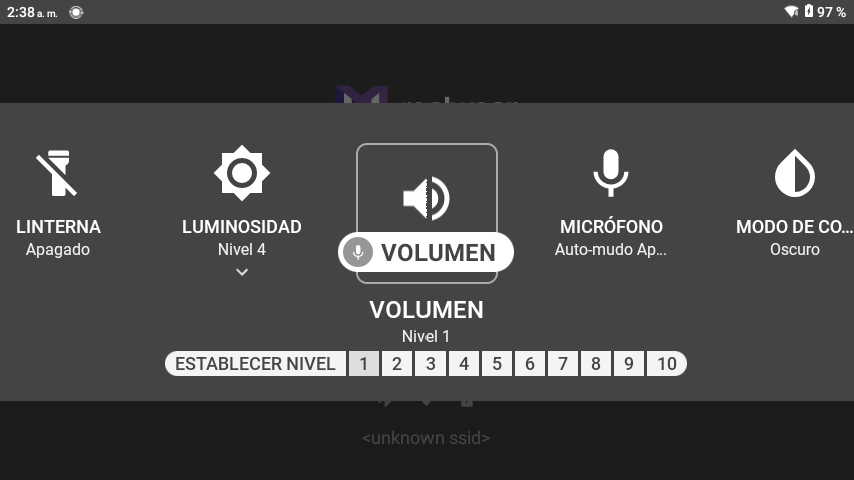 2:38 a. m.
97 %
LINTERNA
Apagado
LUMINOSIDAD
Nivel 4
VOLUMEN
MICRÓFONO
Auto-mudo Ap...
MODO DE CO...
Oscuro
VOLUMEN
Nivel 1
ESTABLECER NIVEL 1 2 3 4 5 6 7 8 9 10
<unknown ssid>